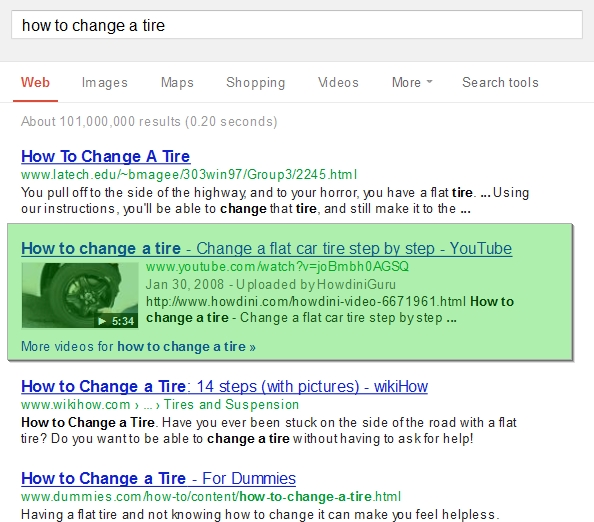 how to change a tire
Web Images Maps Shopping Videos More Search tools
About 101,000,000 results (0.20 seconds)
How To Change A Tire
www.latech.edu/~bmagee/303win97/Group3/2245.html
You pull off to the side of the highway, and to your horror, you have a flat tire. ... Using
our instructions, you'll be able to change that tire, and still make it to the ...
How to change a tire - Change a flat car tire step by step - YouTube
www.youtube.com/watch?v=joBmbh0AGSQ
Jan 30, 2008 - Uploaded by HowdiniGuru
http://www.howdini.com/howdini-video-6671961.html How to
change a tire - Change a flat car tire step by step ...
5:34
More videos for how to change a tire »
How to Change a Tire: 14 steps (with pictures) - wikiHow
www.wikihow.com › ... › Tires and Suspension
How to Change a Tire. Have you ever been stuck on the side of the road with a flat
tire? Do you want to be able to change a tire without having to ask for help!
How to Change a Tire - For Dummies
www.dummies.com/how-to/content/how-to-change-a-tire.html
Having a flat tire and not knowing how to change it can make you feel helpless.